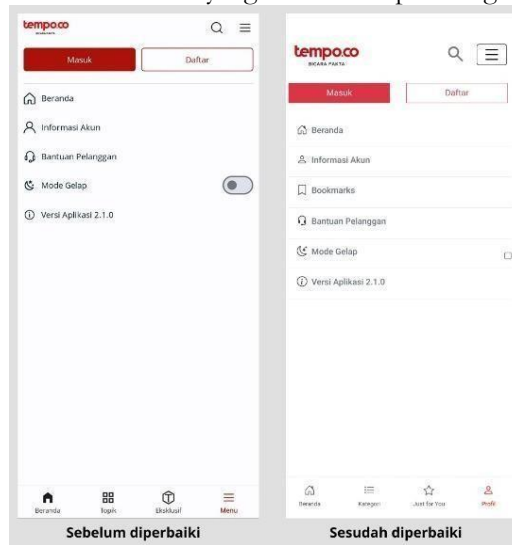 tempo.co
Masuk
Daftar
Beranda
Informasi Akun
Bantuan Pelanggan
Mode Gelap
Versi Aplikasi 2.1.0
Beranda
Topik
Eksklusif
Menu
Sebelum diperbaiki
tempo.co
BICARA FAKTA
Masuk
Daftar
Beranda
Informasi Akun
Bookmarks
Bantuan Pelanggan
Mode Gelap
Versi Aplikasi 2.1.0
Beranda
Kategori
Just for You
Profil
Sesudah diperbaiki